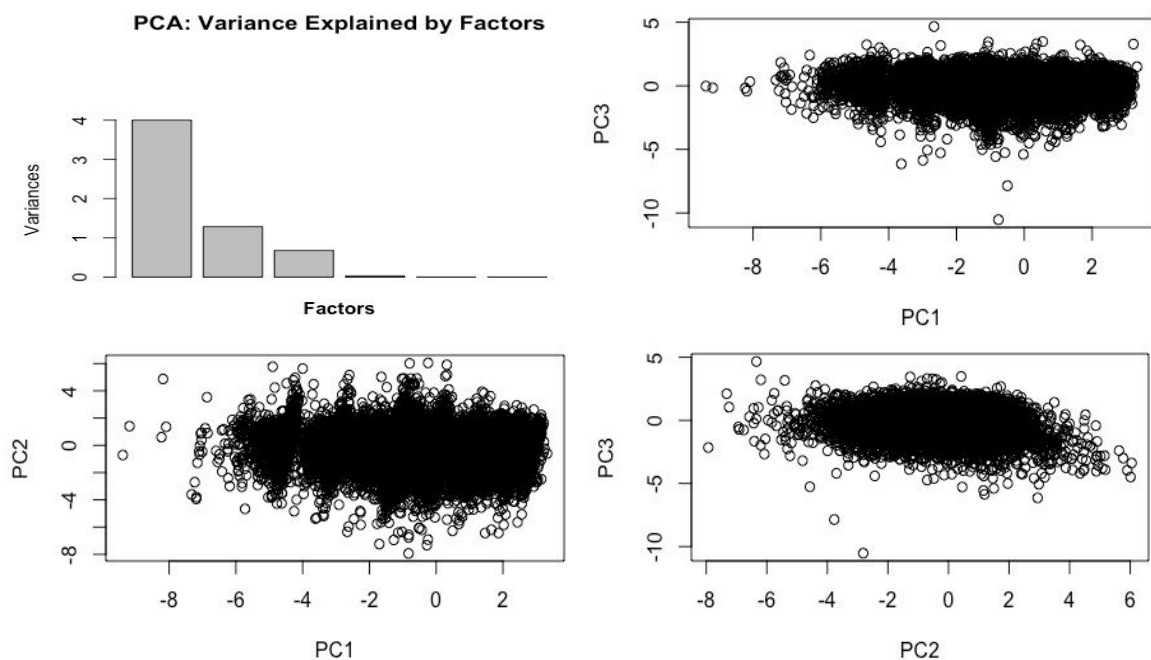 PCA: Variance Explained by Factors
Variances
4
3
2
1
0
Factors
PC3
5
0
-5
-10
-8 -6 -4 -2 0 2
PC1
PC2
4
0
-4
-8
-8 -6 -4 -2 0 2
PC1
PC3
5
0
-5
-10
-8 -6 -4 -2 0 2 4 6
PC2